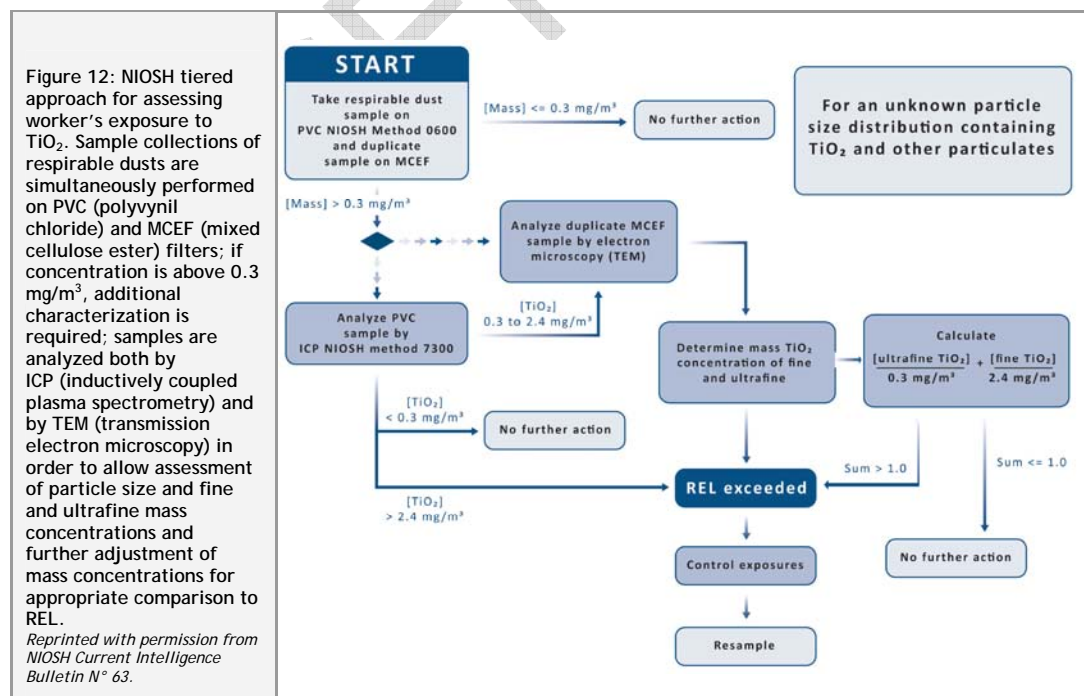 Figure 12: NIOSH tiered
approach for assessing
worker's exposure to
TiO₂. Sample collections of
respirable dusts are
simultaneously performed
on PVC (polyvynil
chloride) and MCEF (mixed
cellulose ester) filters; if
concentration is above 0.3
mg/m³, additional
characterization is
required; samples are
analyzed both by
ICP (inductively coupled
plasma spectrometry) and
by TEM (transmission
electron microscopy) in
order to allow assessment
of particle size and fine
and ultrafine mass
concentrations and
further adjustment of
mass concentrations for
appropriate comparison to
REL.
Reprinted with permission from
NIOSH Current Intelligence
Bulletin N° 63.
START
Take respirable dust
sample on
PVC NIOSH Method 0600
and duplicate
sample on MCEF
[Mass] <= 0.3 mg/m³
No further action
For an unknown particle
size distribution containing
TiO₂ and other particulates
[Mass] > 0.3 mg/m³
Analyze duplicate MCEF
sample by electron
microscopy (TEM)
Analyze PVC
sample by
ICP NIOSH method 7300
[TiO₂]
0.3 to 2.4 mg/m³
Determine mass TiO₂
concentration of fine
and ultrafine
Calculate
[ultrafine TiO₂] + [fine TiO₂]
0.3 mg/m³ 2.4 mg/m³
[TiO₂]
< 0.3 mg/m³
No further action
[TiO₂]
> 2.4 mg/m³
REL exceeded
Sum > 1.0
Sum <= 1.0
No further action
Control exposures
Resample